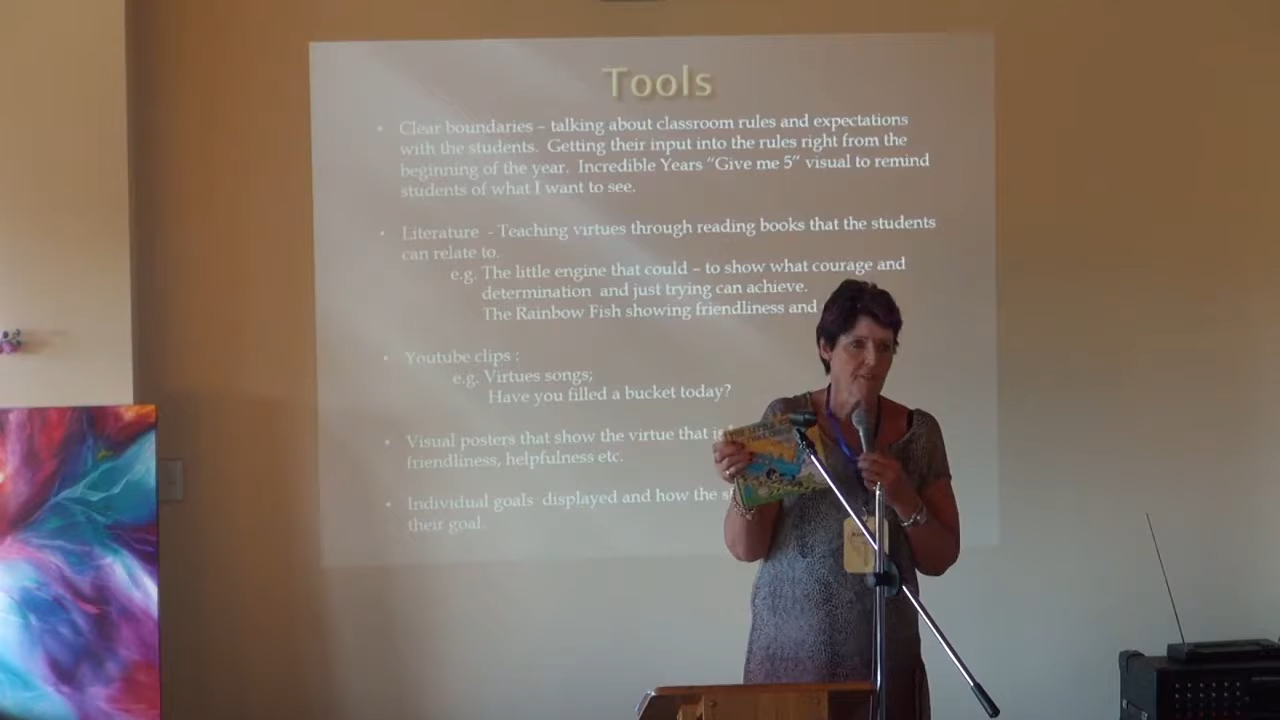 Tools
• Clear boundaries – talking about classroom rules and expectations
with the students. Getting their input into the rules right from the
beginning of the year. Incredible Years “Give me 5” visual to remind
students of what I want to see.
• Literature - Teaching virtues through reading books that the students
can relate to.
e.g. The little engine that could – to show what courage and
determination and just trying can achieve.
The Rainbow Fish showing friendliness and
• Youtube clips :
e.g. Virtues songs;
Have you filled a bucket today?
• Visual posters that show the virtue that
friendliness, helpfulness etc.
• Individual goals displayed and how the
their goal.